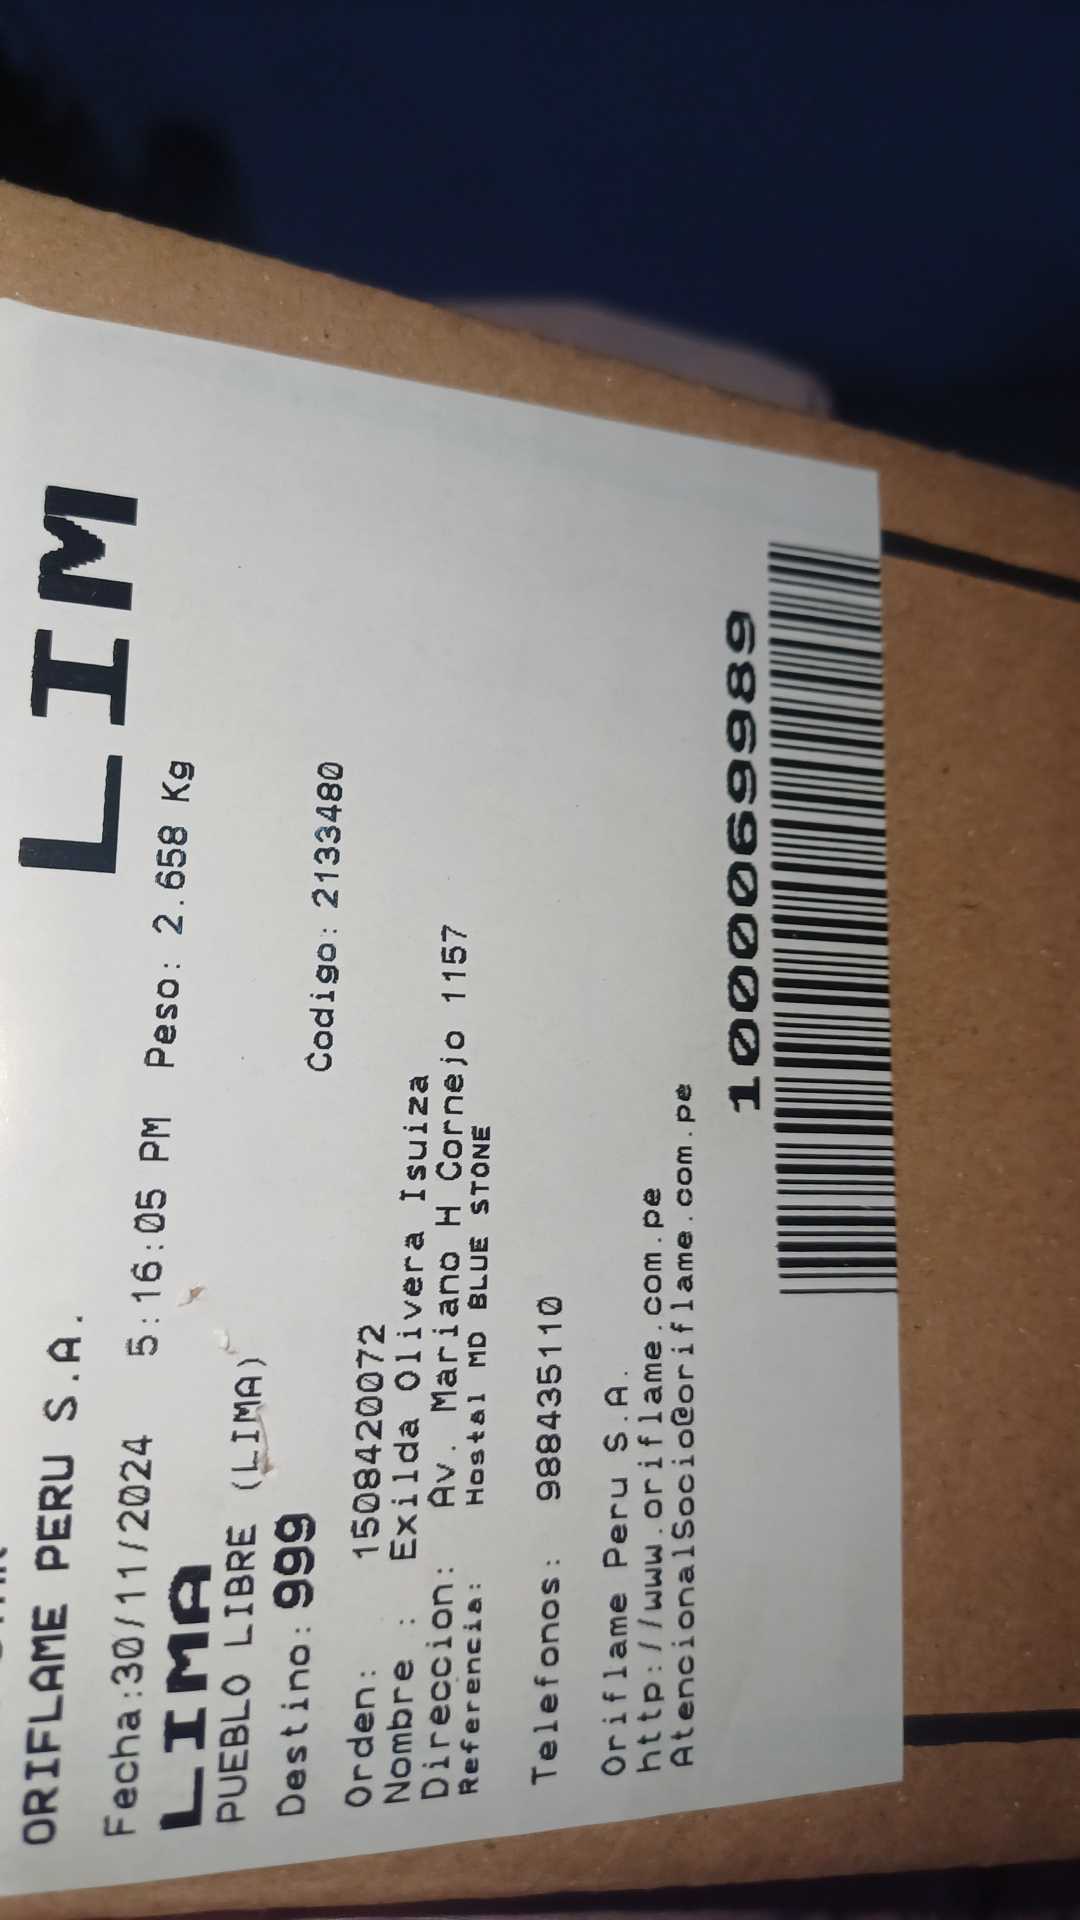 LIM
ORIFLAME PERU S.A.
Fecha:30/11/2024 5:16:05 PM Peso: 2.658 Kg
LIMA
PUEBLO LIBRE (LIMA)
Destino: 999
Codigo: 2133480
Orden: 1508420072
Nombre : Exilda Olivera Isuiza
Direccion: Av. Mariano H Cornejo 1157
Referencia: Hostal MD BLUE STONE
Telefonos: 988435110
Oriflame Peru S.A.
http://www.oriflame.com.pe
AtencionalSocio@oriflame.com.pe
1000069989